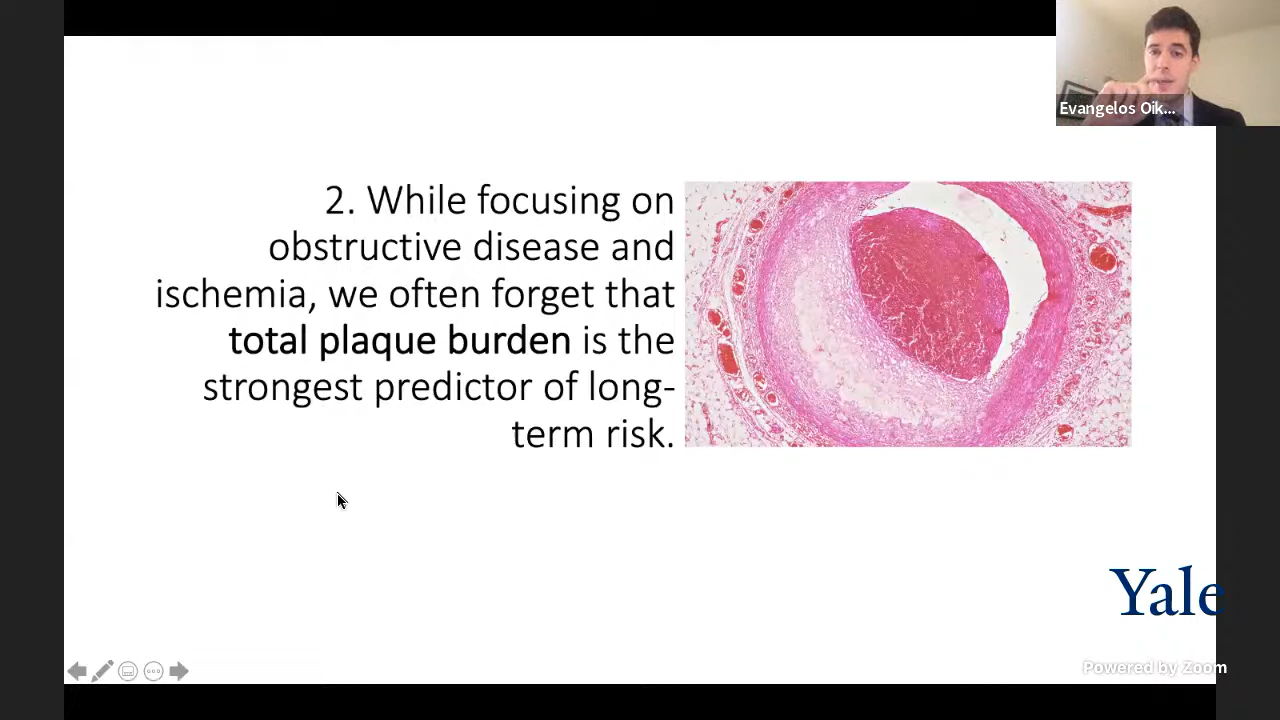 Evangelos Oik...
2. While focusing on
obstructive disease and
ischemia, we often forget that
total plaque burden is the
strongest predictor of long-
term risk.
Yale
Powered by Zoom